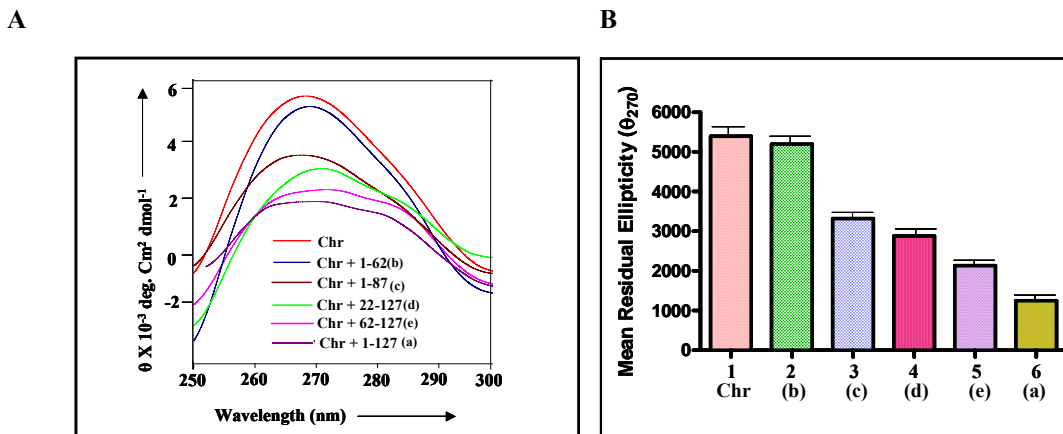 A
θ X 10⁻³ deg. Cm² dmol⁻¹
6
4
2
0
-2
Chr
Chr + 1-62(b)
Chr + 1-87(c)
Chr + 22-127(d)
Chr + 62-127(e)
Chr + 1-127 (a)
250 260 270 280 290 300
Wavelength (nm)
B
Mean Residual Ellipticity (θ₂₇₀)
7000
6000
5000
4000
3000
2000
1000
0
1 2 3 4 5 6
Chr (b) (c) (d) (e) (a)